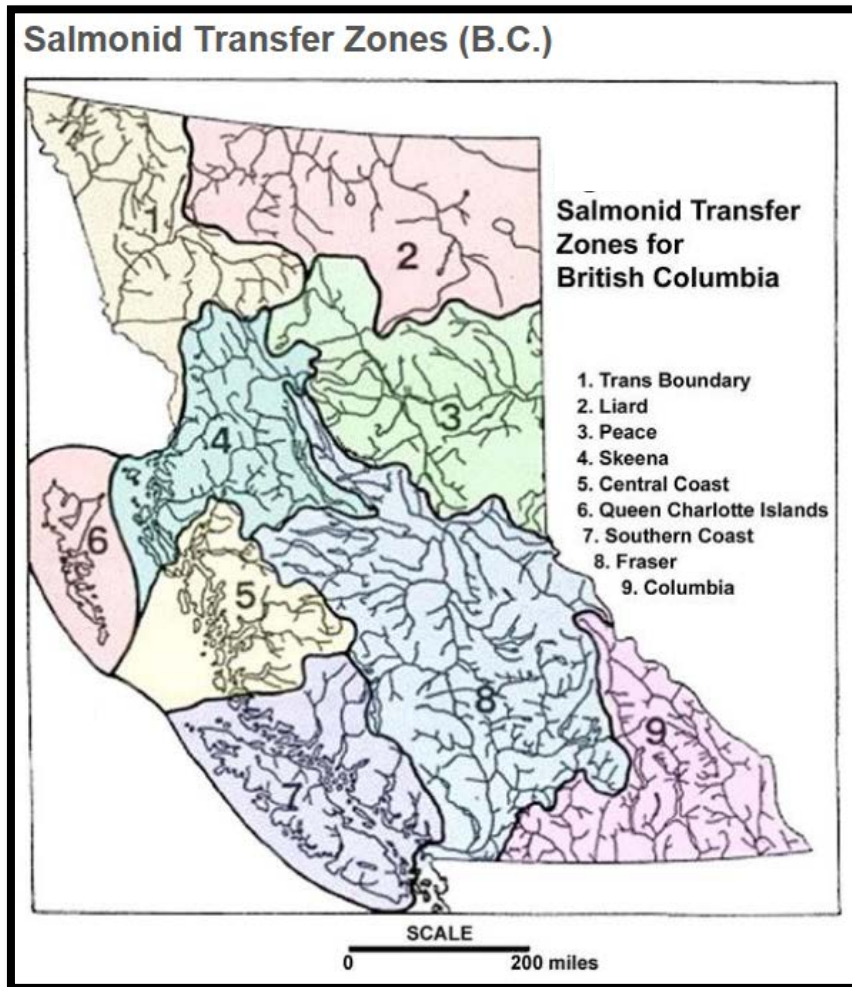 Salmonid Transfer Zones (B.C.)
Salmonid Transfer
Zones for
British Columbia
1. Trans Boundary
2. Liard
3. Peace
4. Skeena
5. Central Coast
6. Queen Charlotte Islands
7. Southern Coast
8. Fraser
9. Columbia
1
2
3
4
6
5
8
9
7
SCALE
0 200 miles